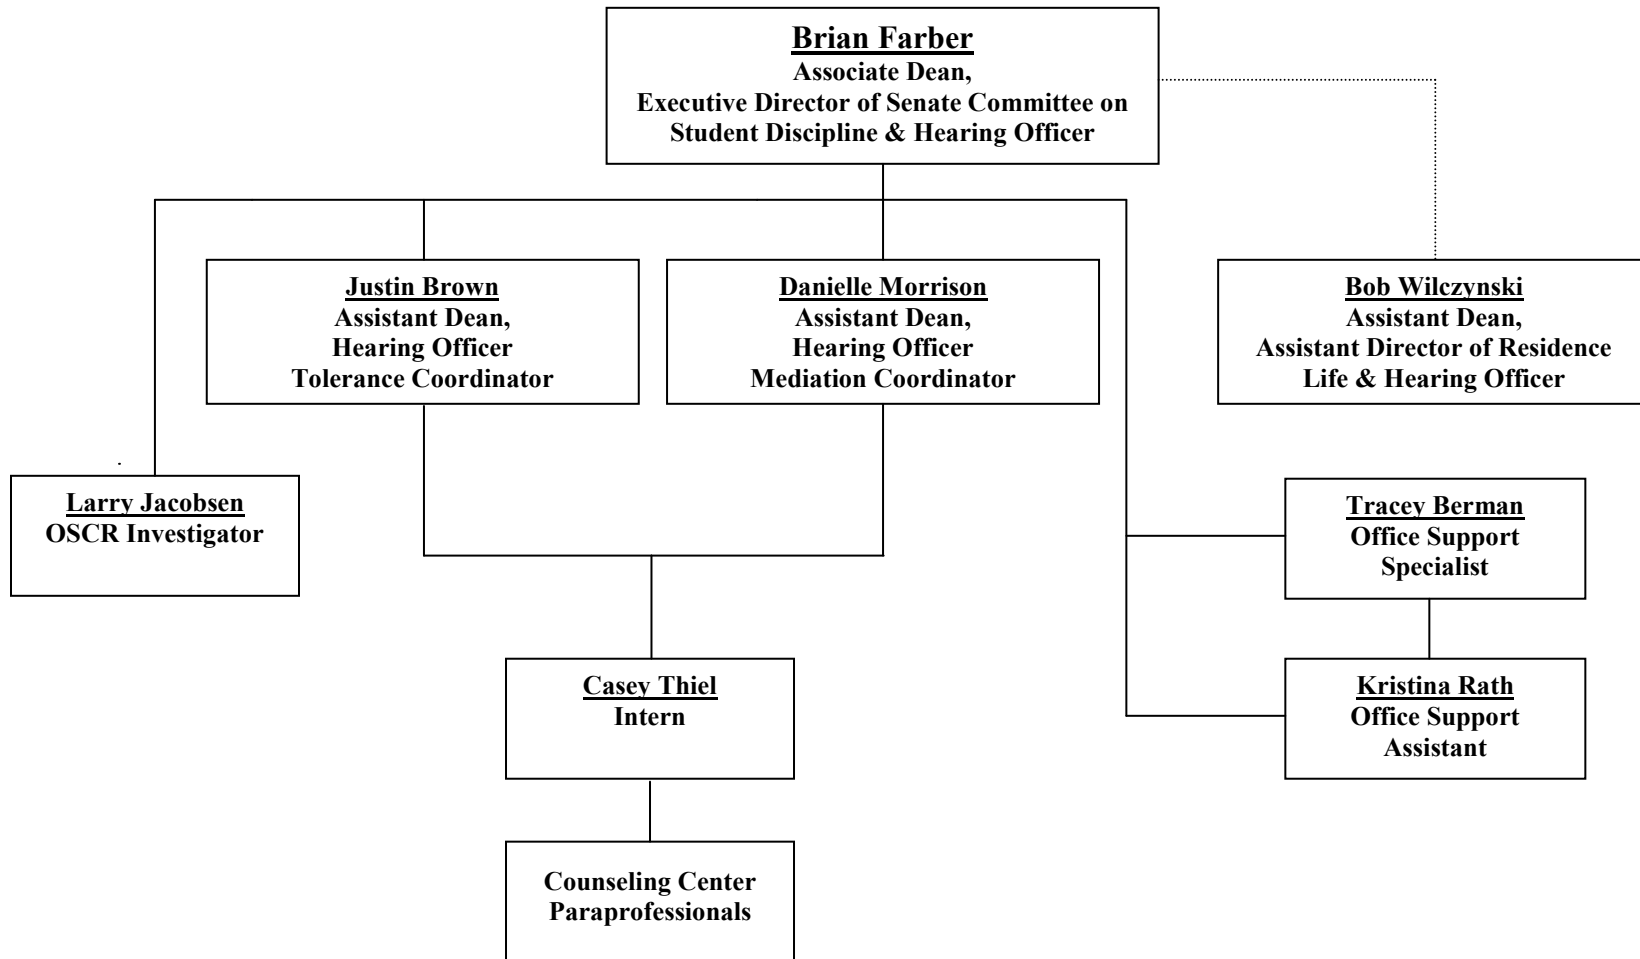 Brian Farber
Associate Dean,
Executive Director of Senate Committee on
Student Discipline & Hearing Officer
Justin Brown
Assistant Dean,
Hearing Officer
Tolerance Coordinator
Danielle Morrison
Assistant Dean,
Hearing Officer
Mediation Coordinator
Bob Wilczynski
Assistant Dean,
Assistant Director of Residence
Life & Hearing Officer
Larry Jacobsen
OSCR Investigator
Tracey Berman
Office Support
Specialist
Casey Thiel
Intern
Kristina Rath
Office Support
Assistant
Counseling Center
Paraprofessionals